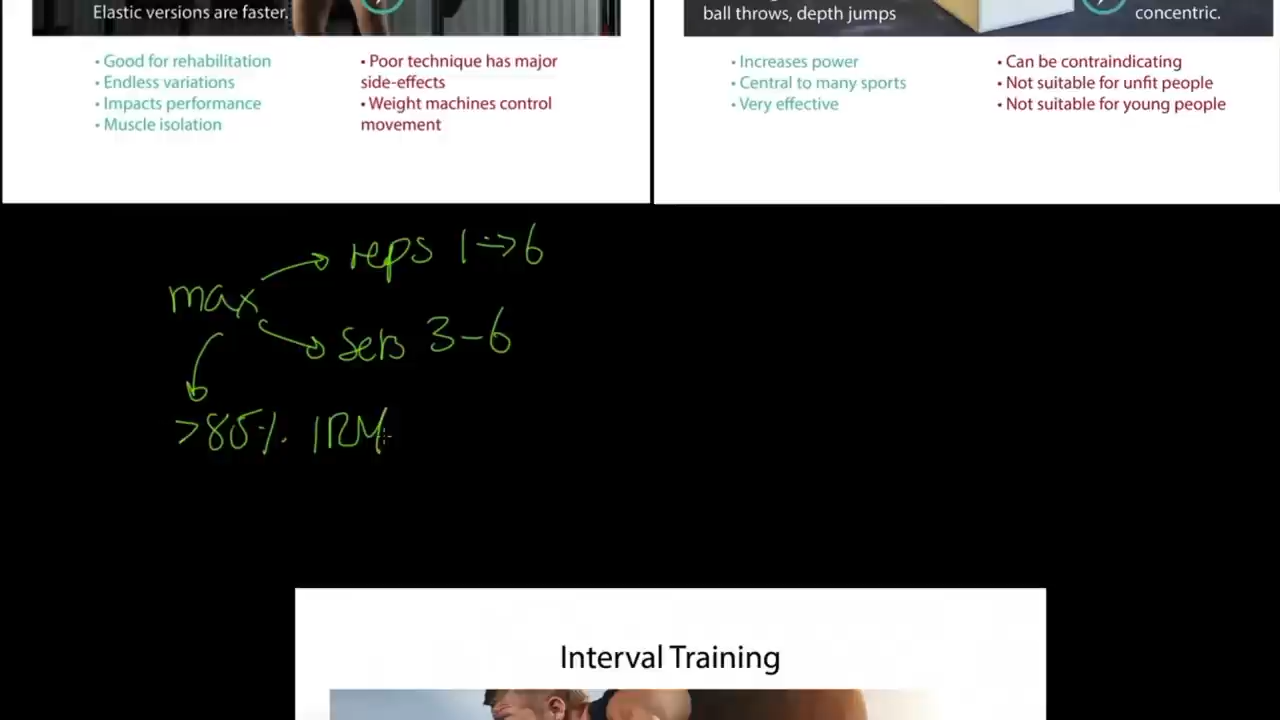 Elastic versions are faster.
• Good for rehabilitation
• Endless variations
• Impacts performance
• Muscle isolation
• Poor technique has major
side-effects
• Weight machines control
movement
ball throws, depth jumps
concentric.
• Increases power
• Central to many sports
• Very effective
• Can be contraindicating
• Not suitable for unfit people
• Not suitable for young people
reps 1→6
max
Sets 3-6
>85% 1RM
Interval Training